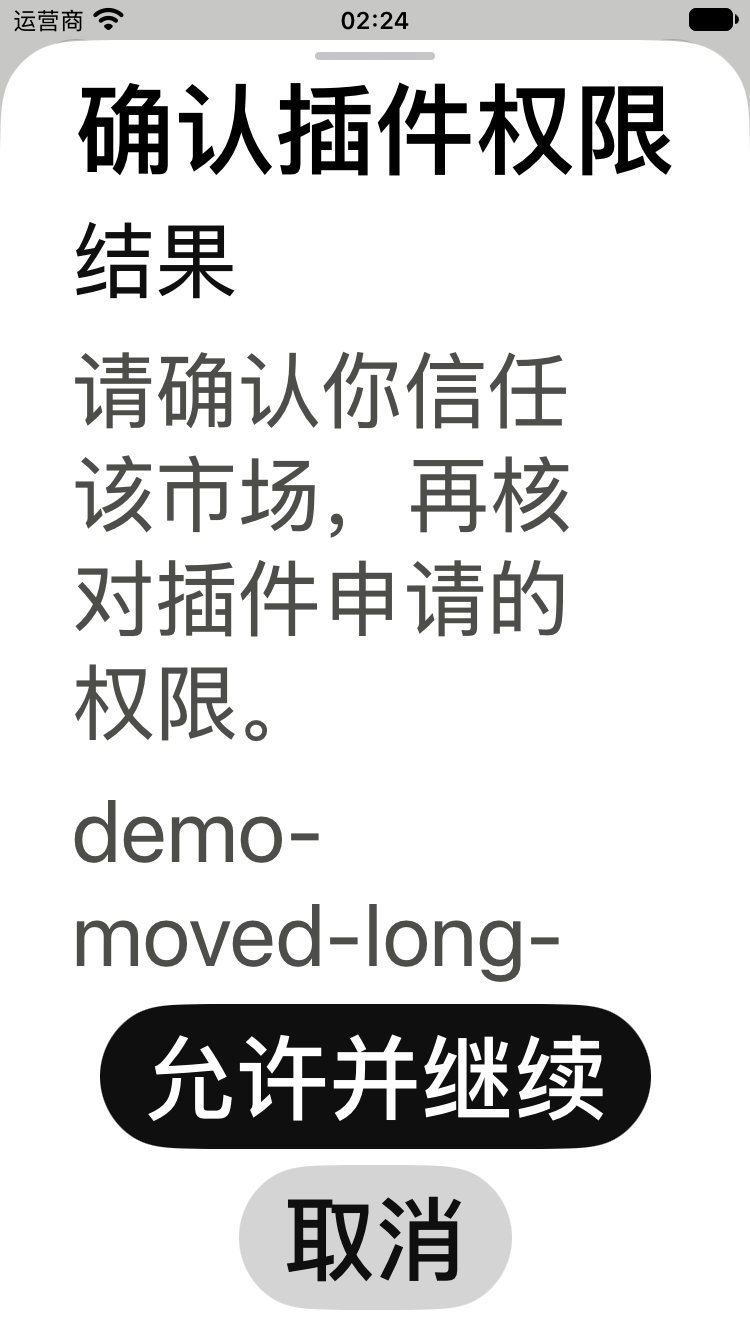 运营商 02:24
确认插件权限
结果
请确认你信任
该市场，再核
对插件申请的
权限。
demo-
moved-long-
允许并继续
取消